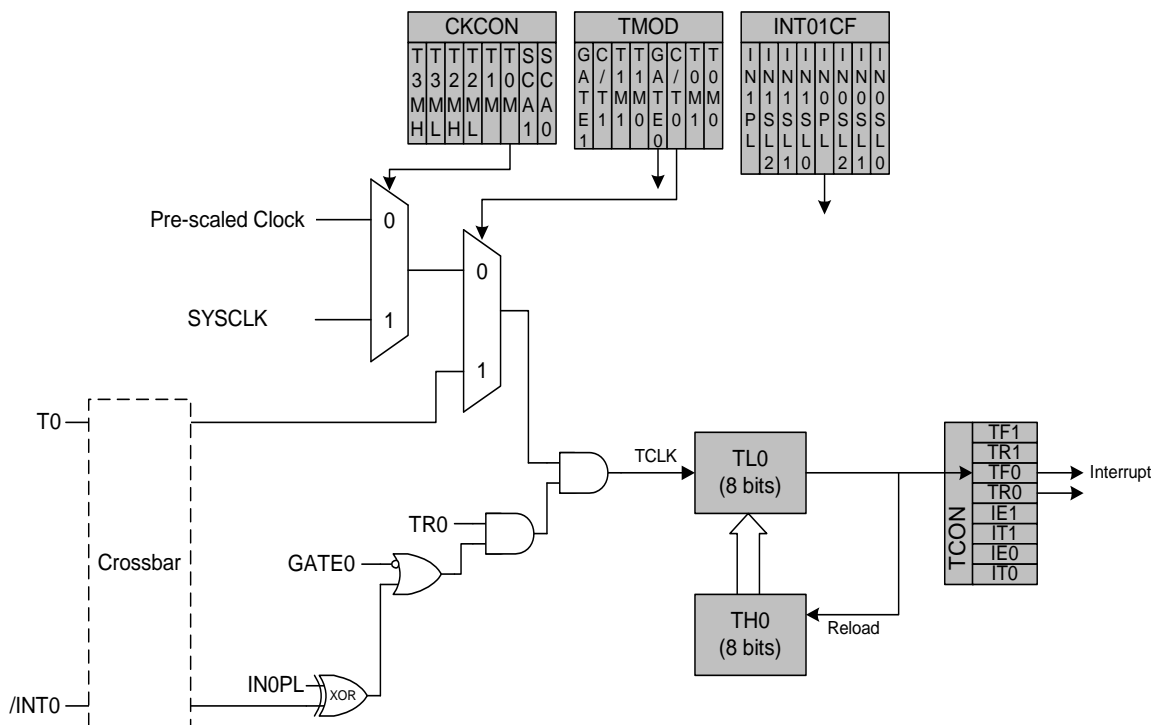 CKCON
T3MH
T3ML
T2MH
T2ML
T1M
T0M
SCA1
SCA0
TMOD
GATE1
C/T1
T1M1
T1M0
GATE0
C/T0
T0M1
T0M0
INT01CF
IN1PL
IN1SL2
IN1SL1
IN1SL0
IN0PL
IN0SL2
IN0SL1
IN0SL0
Pre-scaled Clock
0
SYSCLK
1
0
1
T0
Crossbar
TR0
GATE0
IN0PL
XOR
/INT0
TCLK
TL0
(8 bits)
TH0
(8 bits)
Reload
TCON
TF1
TR1
TF0
TR0
IE1
IT1
IE0
IT0
Interrupt